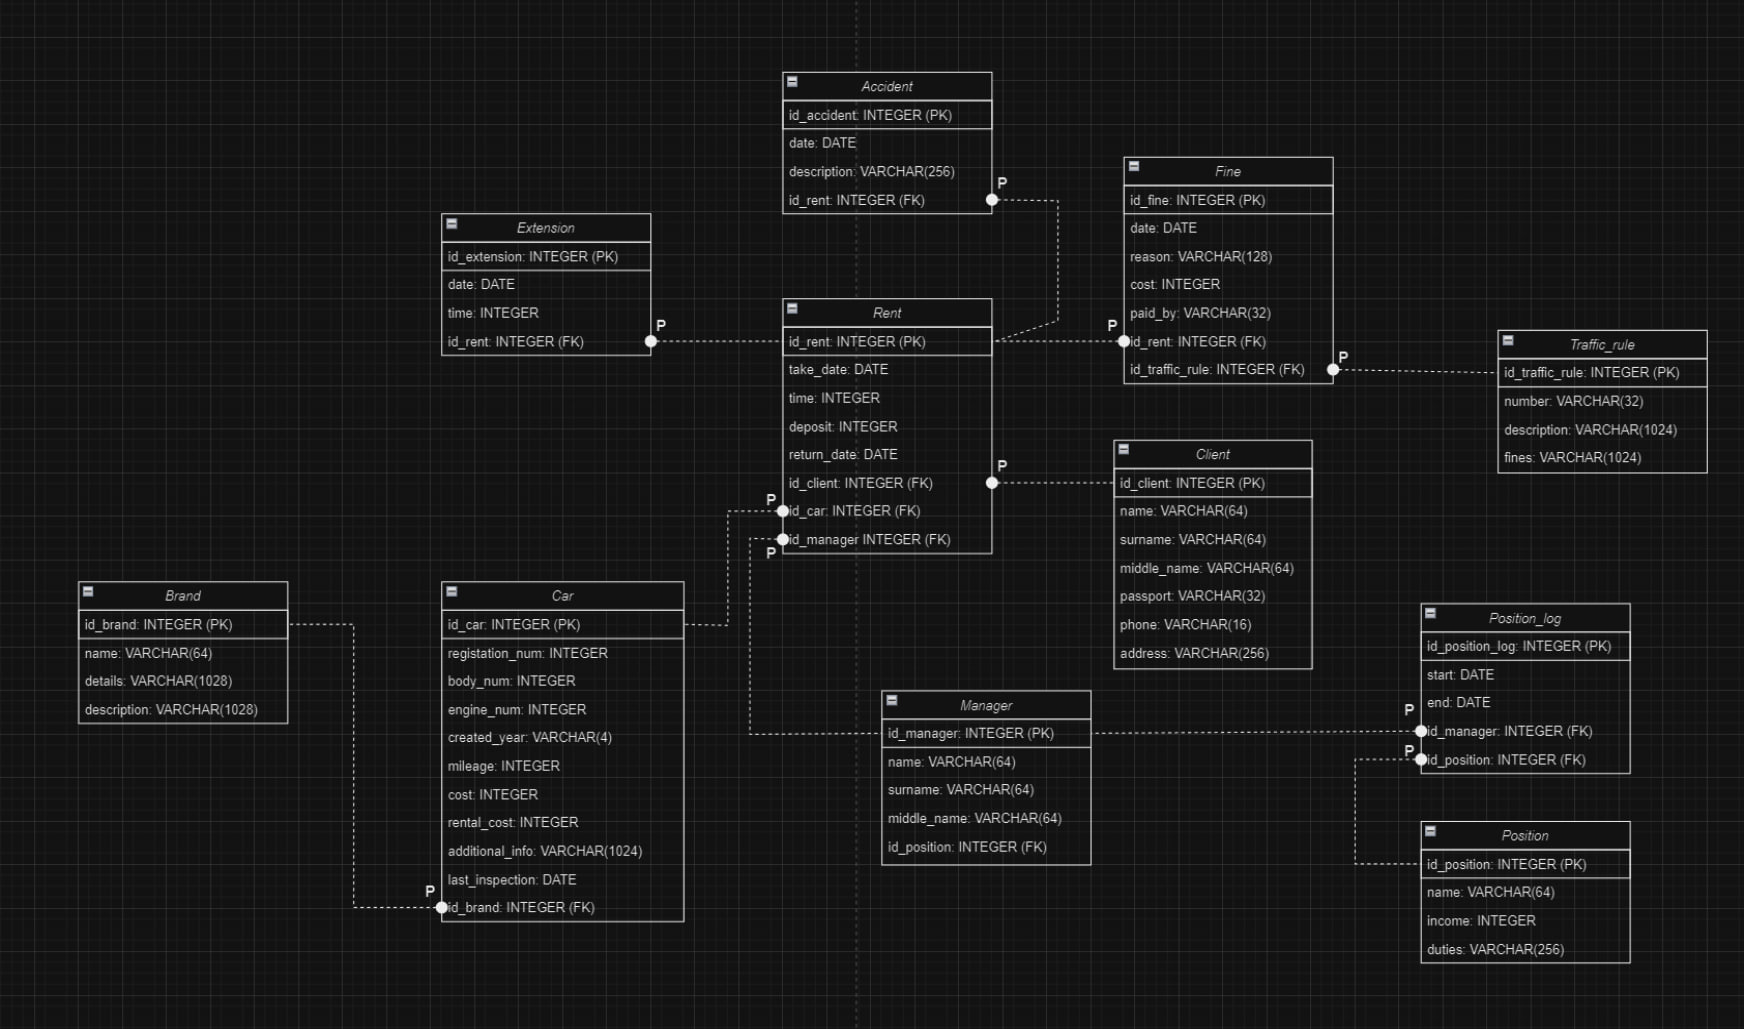 Accident
id_accident: INTEGER (PK)
date: DATE
description: VARCHAR(256)
id_rent: INTEGER (FK)
P
Fine
id_fine: INTEGER (PK)
date: DATE
reason: VARCHAR(128)
cost: INTEGER
paid_by: VARCHAR(32)
P
id_rent: INTEGER (FK)
id_traffic_rule: INTEGER (FK)
P
Extension
id_extension: INTEGER (PK)
date: DATE
time: INTEGER
id_rent: INTEGER (FK)
P
Rent
id_rent: INTEGER (PK)
take_date: DATE
time: INTEGER
deposit: INTEGER
return_date: DATE
id_client: INTEGER (FK)
P
P
id_car: INTEGER (FK)
id_manager INTEGER (FK)
P
Traffic_rule
id_traffic_rule: INTEGER (PK)
number: VARCHAR(32)
description: VARCHAR(1024)
fines: VARCHAR(1024)
Client
id_client: INTEGER (PK)
name: VARCHAR(64)
surname: VARCHAR(64)
middle_name: VARCHAR(64)
passport: VARCHAR(32)
phone: VARCHAR(16)
address: VARCHAR(256)
Brand
id_brand: INTEGER (PK)
name: VARCHAR(64)
details: VARCHAR(1028)
description: VARCHAR(1028)
Car
id_car: INTEGER (PK)
registation_num: INTEGER
body_num: INTEGER
engine_num: INTEGER
created_year: VARCHAR(4)
mileage: INTEGER
cost: INTEGER
rental_cost: INTEGER
additional_info: VARCHAR(1024)
last_inspection: DATE
P
id_brand: INTEGER (FK)
Manager
id_manager: INTEGER (PK)
name: VARCHAR(64)
surname: VARCHAR(64)
middle_name: VARCHAR(64)
id_position: INTEGER (FK)
Position_log
id_position_log: INTEGER (PK)
start: DATE
end: DATE
P
id_manager: INTEGER (FK)
P
id_position: INTEGER (FK)
Position
id_position: INTEGER (PK)
name: VARCHAR(64)
income: INTEGER
duties: VARCHAR(256)